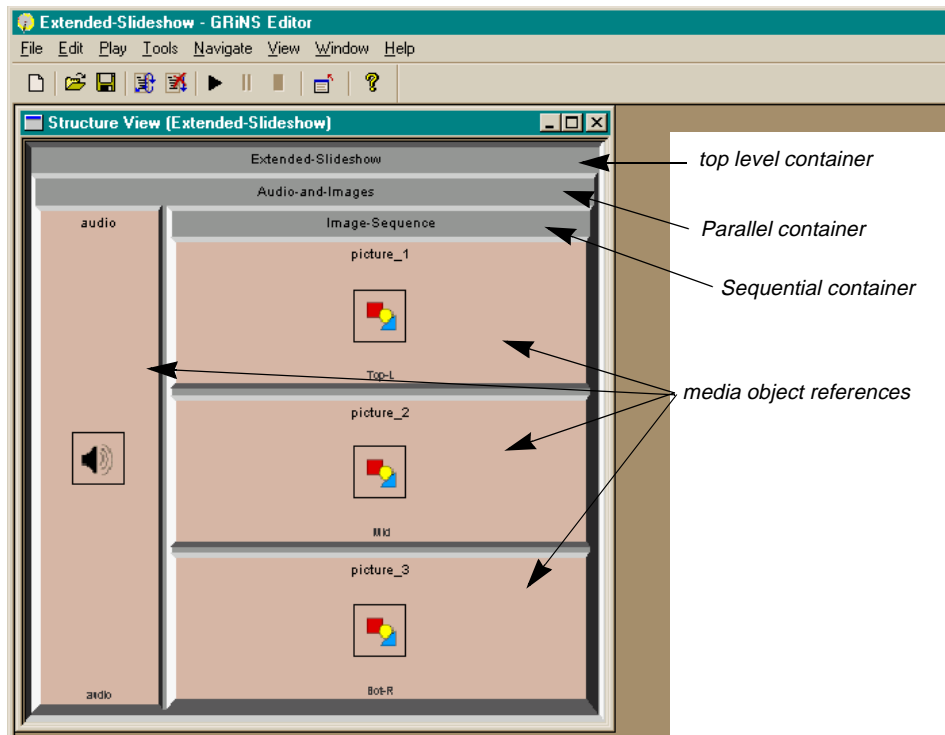 Extended-Slideshow - GRiNS Editor
File Edit Play Tools Navigate View Window Help
Structure View (Extended-Slideshow)
Extended-Slideshow
top level container
Audio-and-Images
audio
Image-Sequence
Parallel container
picture_1
Sequential container
Top-L
media object references
picture_2
Mid
picture_3
Bot-R
audio